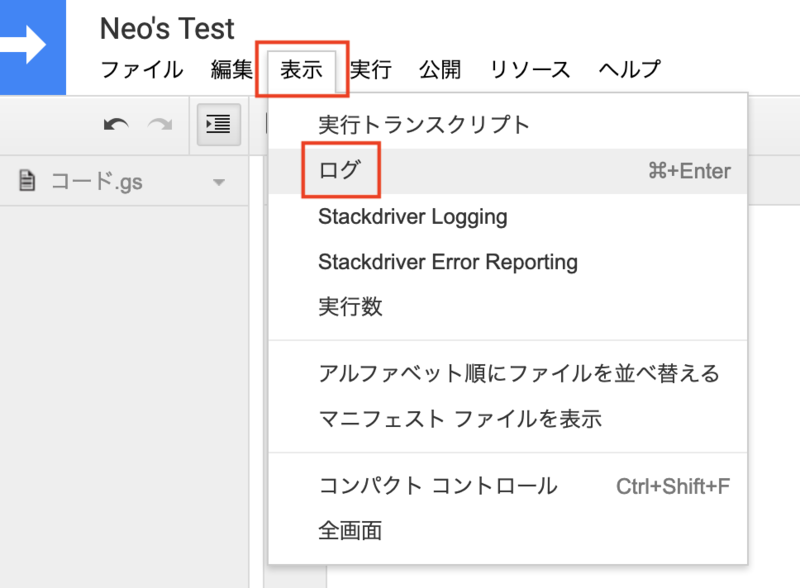 Neo's Test
ファイル 編集 表示 実行 公開 リソース ヘルプ
実行トランスクリプト
ログ ⌘+Enter
コード.gs
Stackdriver Logging
Stackdriver Error Reporting
実行数
アルファベット順にファイルを並べ替える
マニフェスト ファイルを表示
コンパクト コントロール Ctrl+Shift+F
全画面